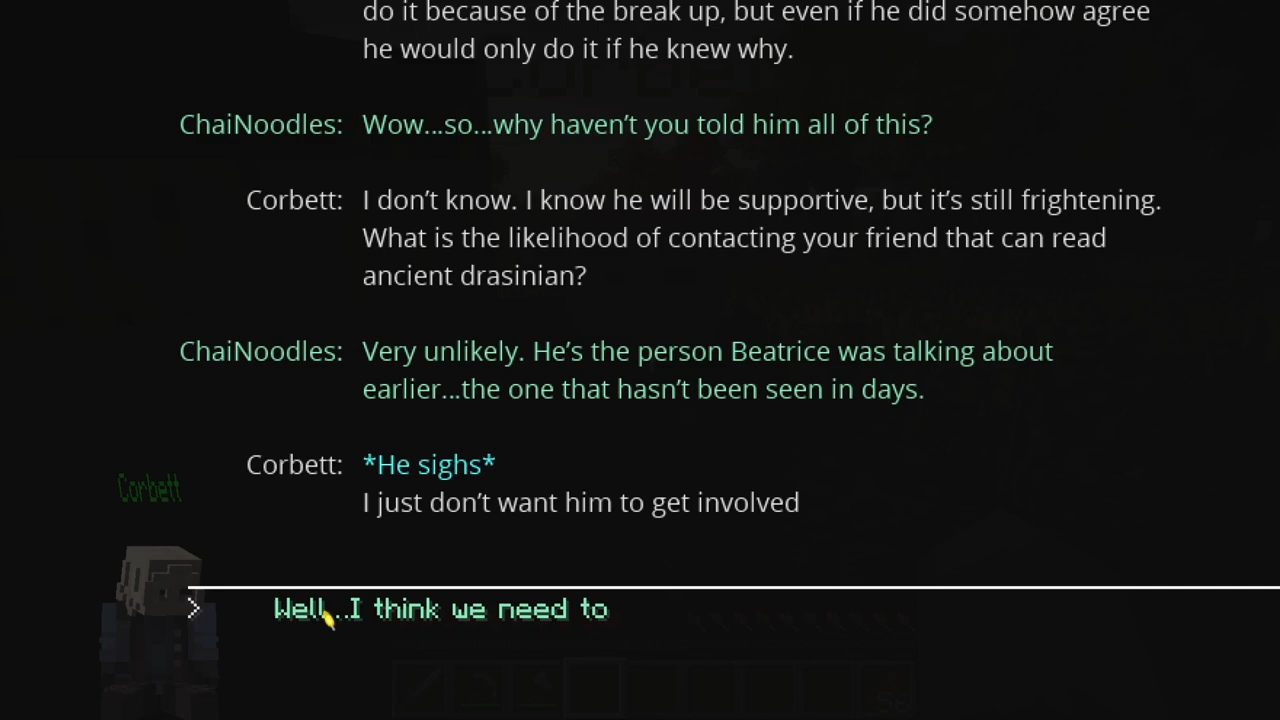 do it because of the break up, but even if he did somehow agree
he would only do it if he knew why.
ChaiNoodles: Wow...so...why haven't you told him all of this?
Corbett: I don't know. I know he will be supportive, but it's still frightening.
What is the likelihood of contacting your friend that can read
ancient drasinian?
ChaiNoodles: Very unlikely. He's the person Beatrice was talking about
earlier...the one that hasn't been seen in days.
Corbett: *He sighs*
I just don't want him to get involved
Corbett
> Well...I think we need to
56